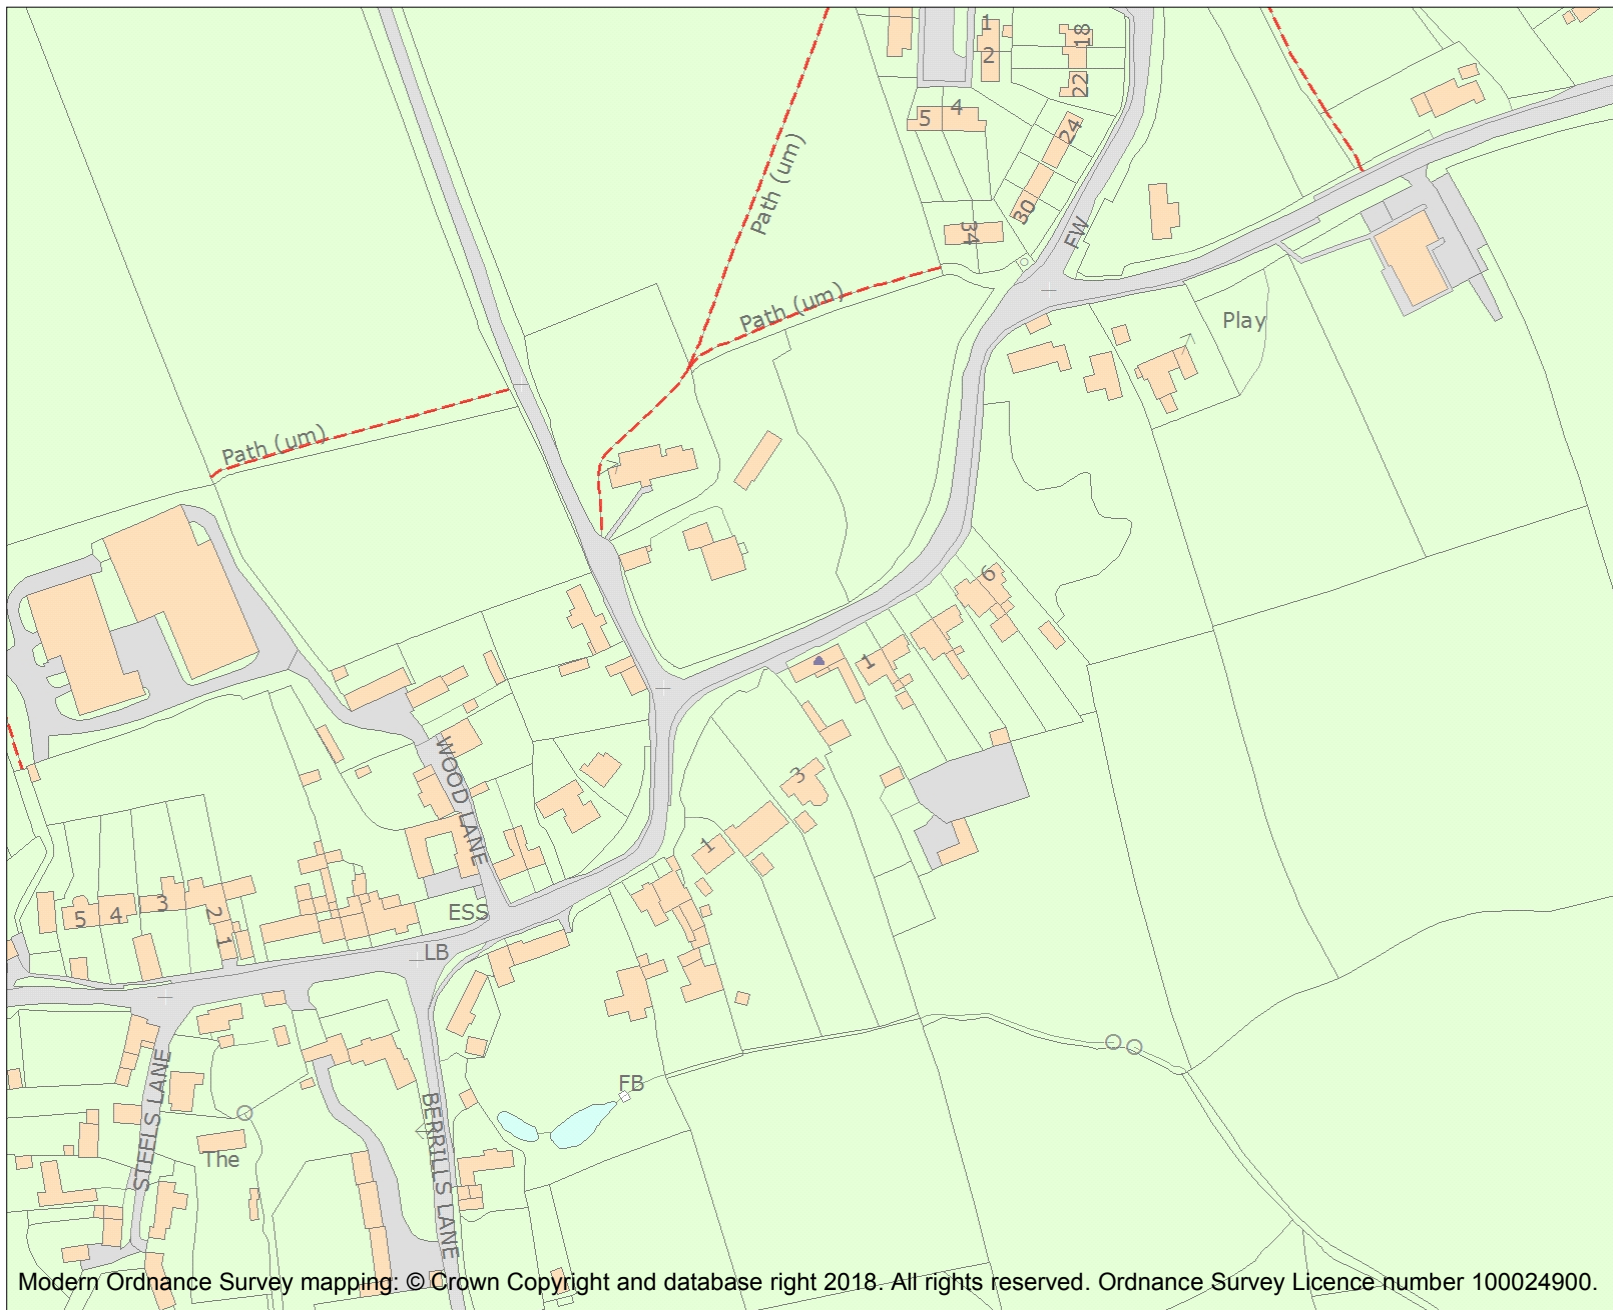 1
2
18
22
5
4
24
30
34
FW
Path (um)
Path (um)
Play
Path (um)
6
1
WOOD LANE
3
1
5
4
3
2
1
ESS
LB
STEELS LANE
FB
BERRILLS LANE
The
Modern Ordnance Survey mapping: © Crown Copyright and database right 2018. All rights reserved. Ordnance Survey Licence number 100024900.